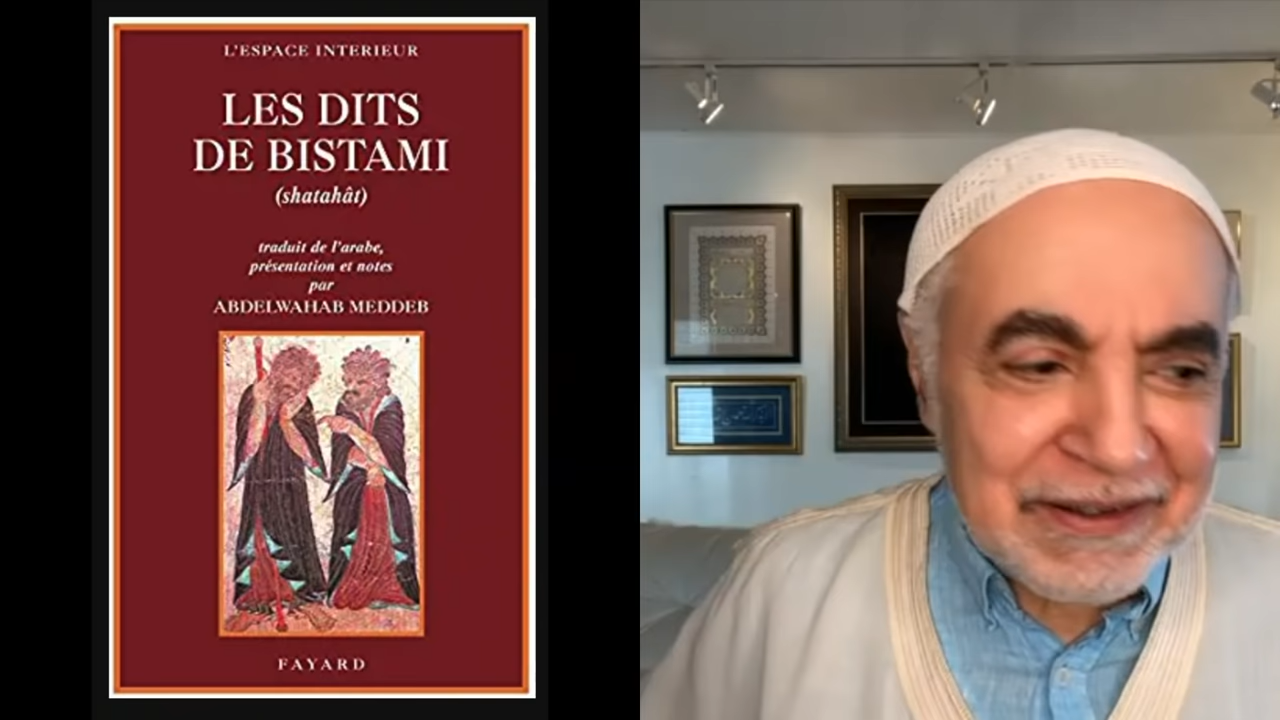 L'ESPACE INTERIEUR
LES DITS
DE BISTAMI
(shatahât)
traduit de l'arabe,
présentation et notes
par
ABDELWAHAB MEDDEB
FAYARD